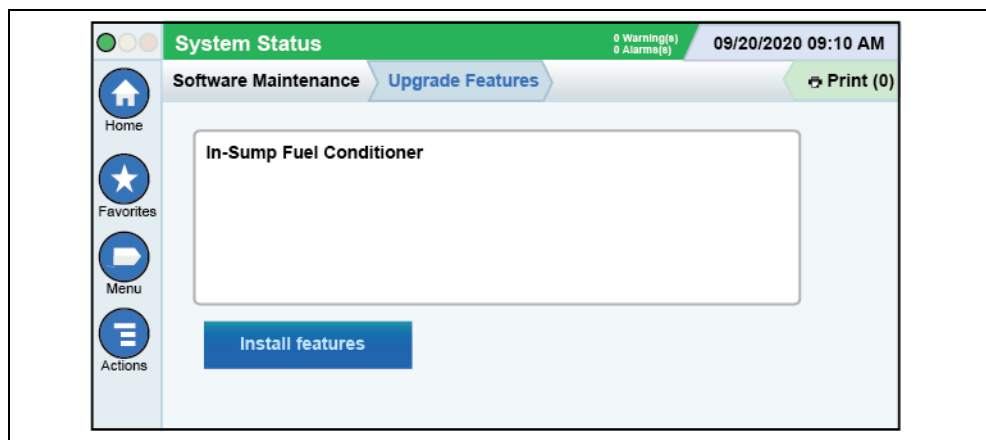 System Status
0 Warning(s)
0 Alarms(s)
09/20/2020 09:10 AM
Software Maintenance
Upgrade Features
Print (0)
Home
Favorites
Menu
Actions
In-Sump Fuel Conditioner
Install features